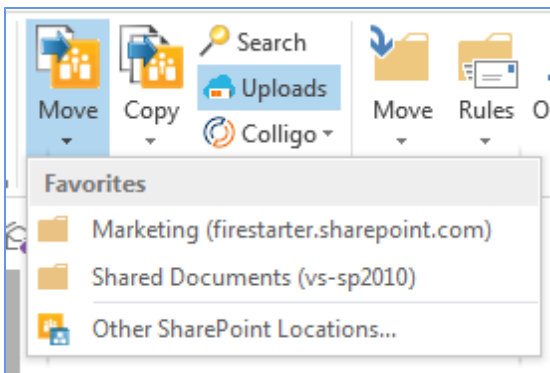 Search
Uploads
Move Copy Colligo Move Rules O
Favorites
Marketing (firestarter.sharepoint.com)
Shared Documents (vs-sp2010)
Other SharePoint Locations...